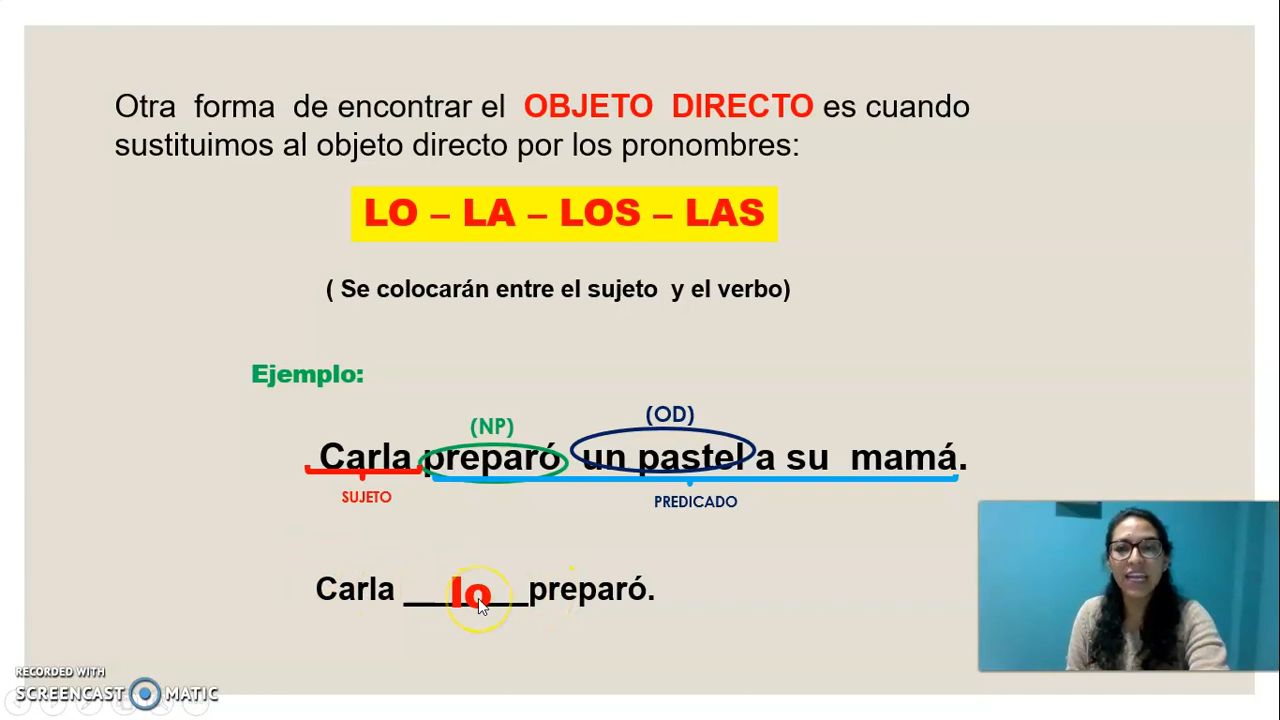 Otra forma de encontrar el OBJETO DIRECTO es cuando
sustituimos al objeto directo por los pronombres:
LO – LA – LOS – LAS
( Se colocarán entre el sujeto y el verbo)
Ejemplo:
(NP) (OD)
Carla preparó un pastel a su mamá.
SUJETO PREDICADO
Carla ___lo___preparó.
RECORDED WITH
SCREENCAST MATIC